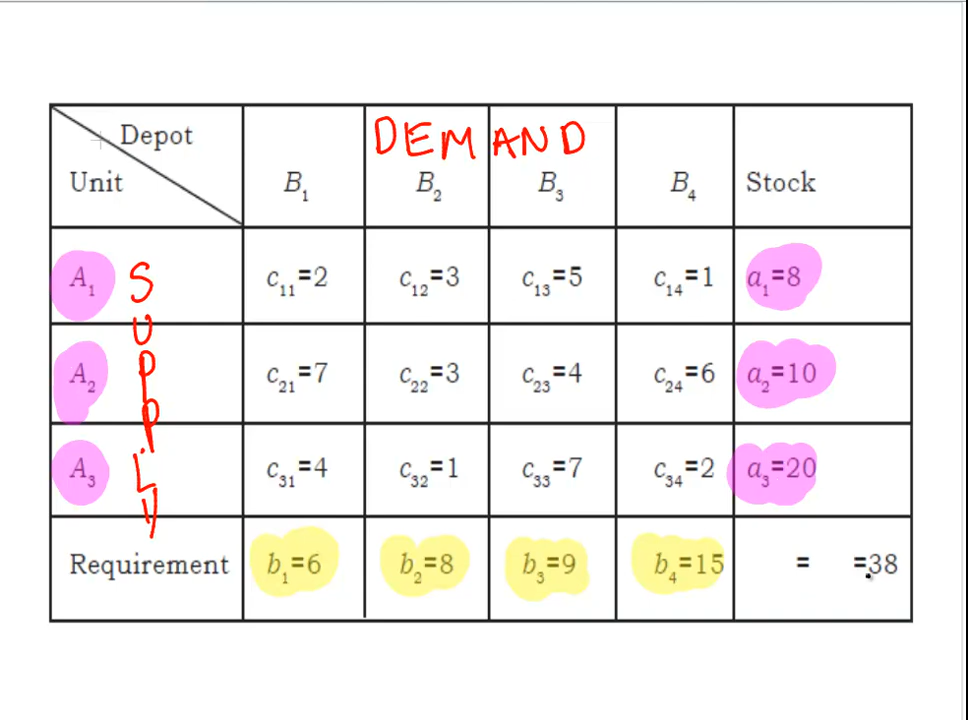 Depot
DEMAND
Unit B₁ B₂ B₃ B₄ Stock
A₁ c₁₁=2 c₁₂=3 c₁₃=5 c₁₄=1 a₁=8
A₂ c₂₁=7 c₂₂=3 c₂₃=4 c₂₄=6 a₂=10
A₃ c₃₁=4 c₃₂=1 c₃₃=7 c₃₄=2 a₃=20
SUPPLY
Requirement b₁=6 b₂=8 b₃=9 b₄=15 = =38